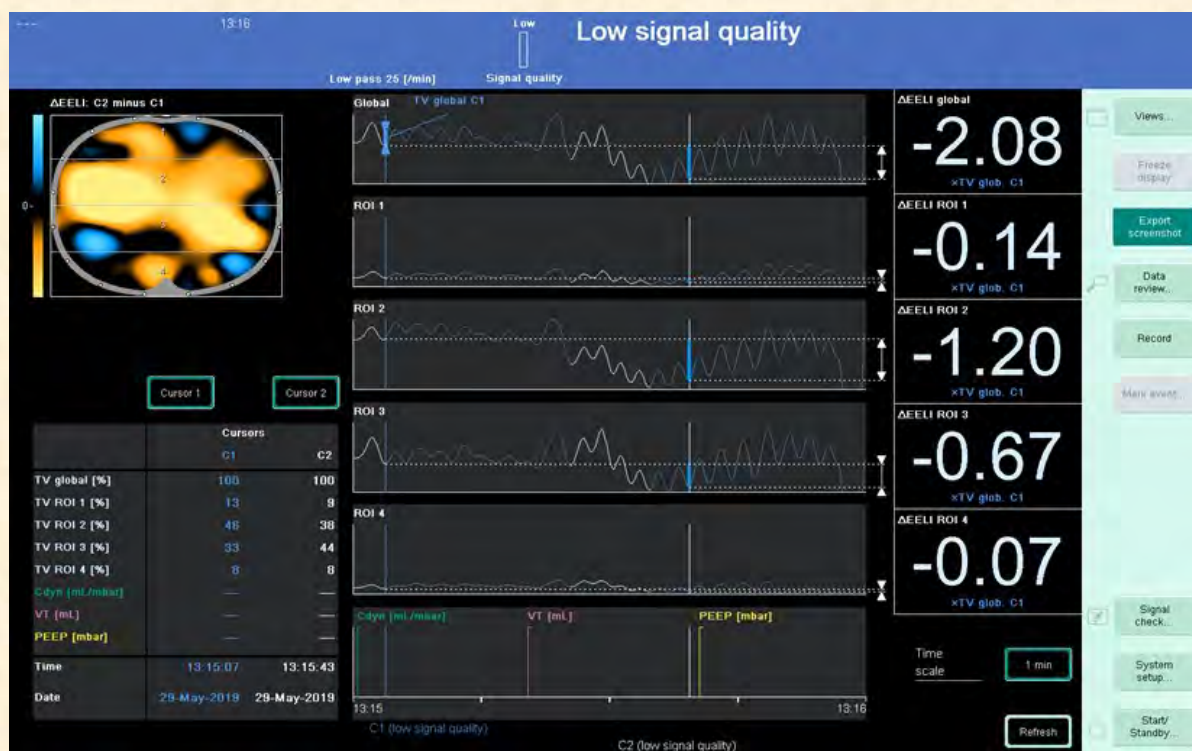 --- 13:16 Low Low signal quality
Low pass 25 [/min] Signal quality
ΔEELI: C2 minus C1
1
2
3
4
0-
Cursor 1 Cursor 2
Cursors
C1 C2
TV global [%] 100 100
TV ROI 1 [%] 13 9
TV ROI 2 [%] 46 38
TV ROI 3 [%] 33 44
TV ROI 4 [%] 8 8
Cdyn [mL/mbar] — —
VT [mL] — —
PEEP [mbar] — —
Time 13:15:07 13:15:43
Date 29-May-2019 29-May-2019
Global TV global C1
ROI 1
ROI 2
ROI 3
ROI 4
Cdyn [mL/mbar] VT [mL] PEEP [mbar]
13:15 13:16
C1 (low signal quality)
C2 (low signal quality)
ΔEELI global
-2.08
×TV glob. C1
ΔEELI ROI 1
-0.14
×TV glob. C1
ΔEELI ROI 2
-1.20
×TV glob. C1
ΔEELI ROI 3
-0.67
×TV glob. C1
ΔEELI ROI 4
-0.07
×TV glob. C1
Time
scale
1 min
Refresh
Views...
Freeze
display
Export
screenshot
Data
review...
Record
Mark event...
Signal
check...
System
setup...
Start/
Standby...